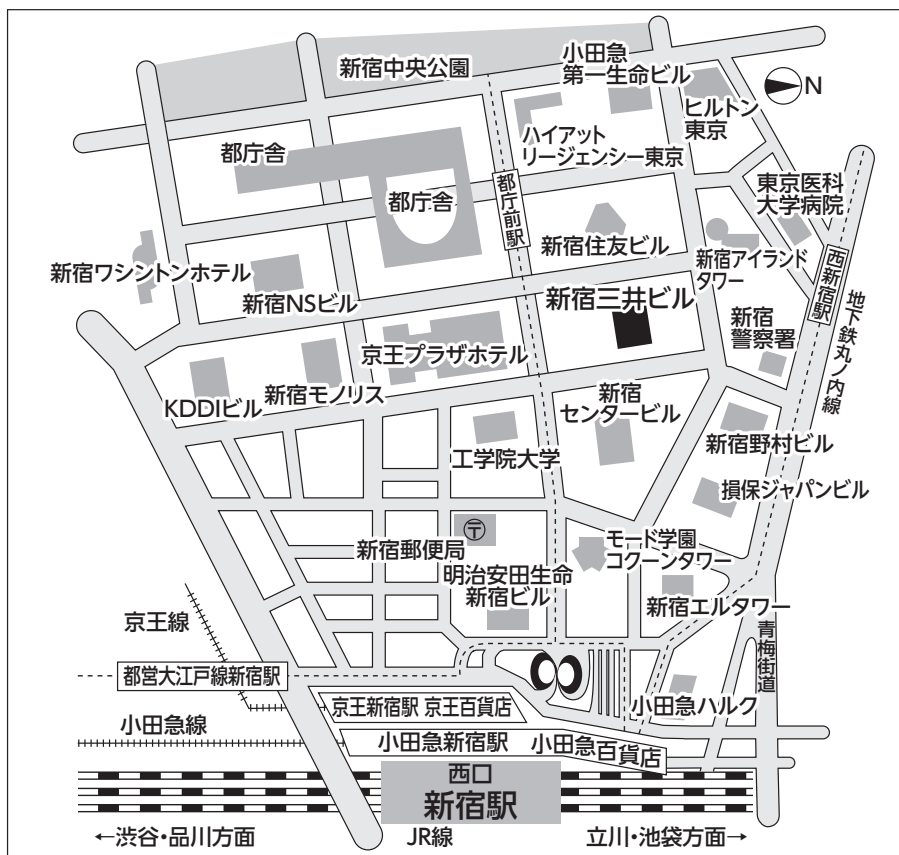 新宿中央公園
小田急
第一生命ビル
N
ヒルトン
東京
都庁舎
ハイアット
リージェンシー東京
都庁前駅
都庁舎
東京医科
大学病院
新宿住友ビル
新宿アイランド
タワー
西新宿駅
新宿ワシントンホテル
新宿NSビル
新宿三井ビル
新宿
警察署
地下鉄丸ノ内線
京王プラザホテル
KDDIビル
新宿モノリス
新宿
センタービル
新宿野村ビル
工学院大学
損保ジャパンビル
〒
新宿郵便局
モード学園
コクーンタワー
明治安田生命
新宿ビル
新宿エルタワー
京王線
青梅街道
都営大江戸線新宿駅
京王新宿駅 京王百貨店
小田急ハルク
小田急線
小田急新宿駅
小田急百貨店
西口
新宿駅
←渋谷・品川方面
JR線
立川・池袋方面→